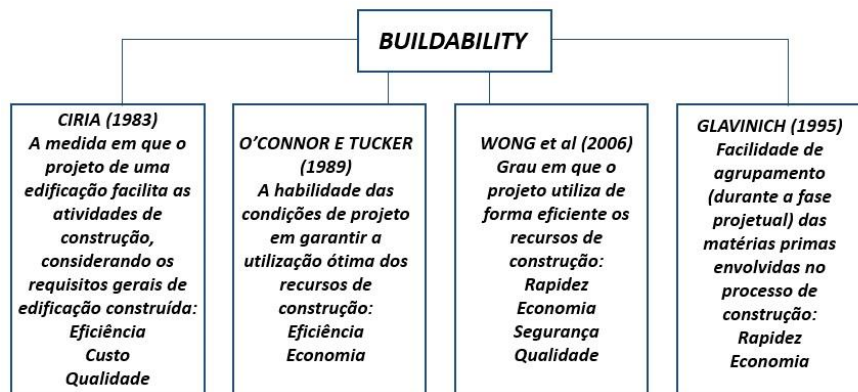 BUILDABILITY
CIRIA (1983)
A medida em que o
projeto de uma
edificação facilita as
atividades de
construção,
considerando os
requisitos gerais de
edificação construída:
Eficiência
Custo
Qualidade
O'CONNOR E TUCKER
(1989)
A habilidade das
condições de projeto
em garantir a
utilização ótima dos
recursos de
construção:
Eficiência
Economia
WONG et al (2006)
Grau em que o
projeto utiliza de
forma eficiente os
recursos de
construção:
Rapidez
Economia
Segurança
Qualidade
GLAVINICH (1995)
Facilidade de
agrupamento
(durante a fase
projetual) das
matérias primas
envolvidas no
processo de
construção:
Rapidez
Economia